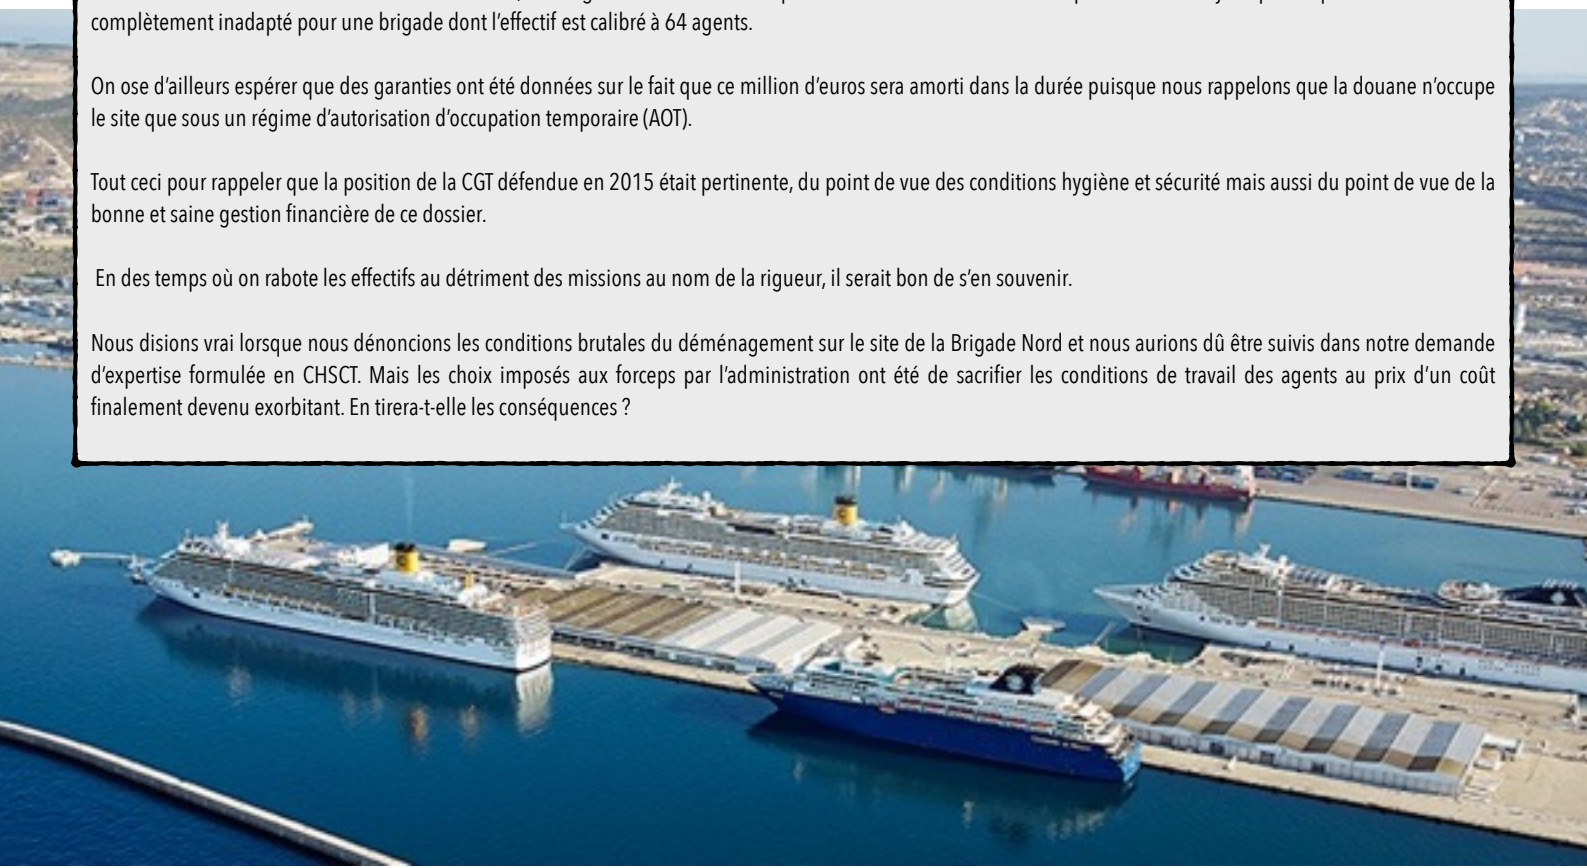 complètement inadapté pour une brigade dont l’effectif est calibré à 64 agents.
On ose d’ailleurs espérer que des garanties ont été données sur le fait que ce million d’euros sera amorti dans la durée puisque nous rappelons que la douane n’occupe
le site que sous un régime d’autorisation d’occupation temporaire (AOT).
Tout ceci pour rappeler que la position de la CGT défendue en 2015 était pertinente, du point de vue des conditions hygiène et sécurité mais aussi du point de vue de la
bonne et saine gestion financière de ce dossier.
En des temps où on rabote les effectifs au détriment des missions au nom de la rigueur, il serait bon de s’en souvenir.
Nous disions vrai lorsque nous dénoncions les conditions brutales du déménagement sur le site de la Brigade Nord et nous aurions dû être suivis dans notre demande
d’expertise formulée en CHSCT. Mais les choix imposés aux forceps par l’administration ont été de sacrifier les conditions de travail des agents au prix d’un coût
finalement devenu exorbitant. En tirera-t-elle les conséquences ?